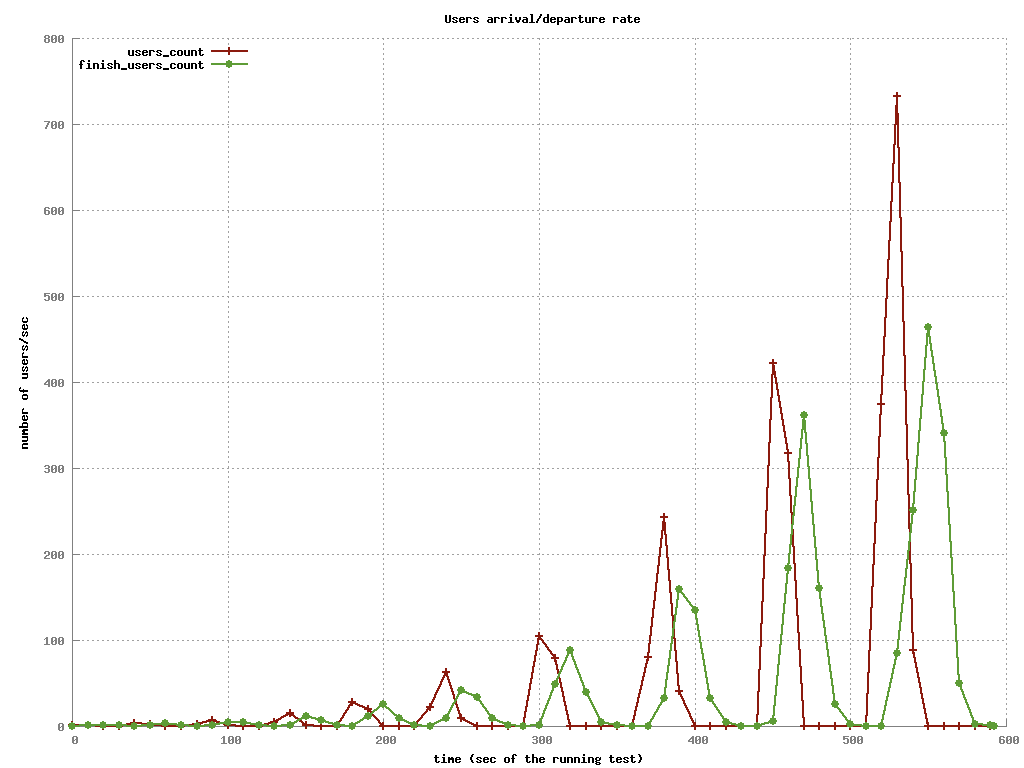 Users arrival/departure rate
800
users_count
finish_users_count
700
600
500
400
300
200
100
0
number of users/sec
0 100 200 300 400 500 600
time (sec of the running test)